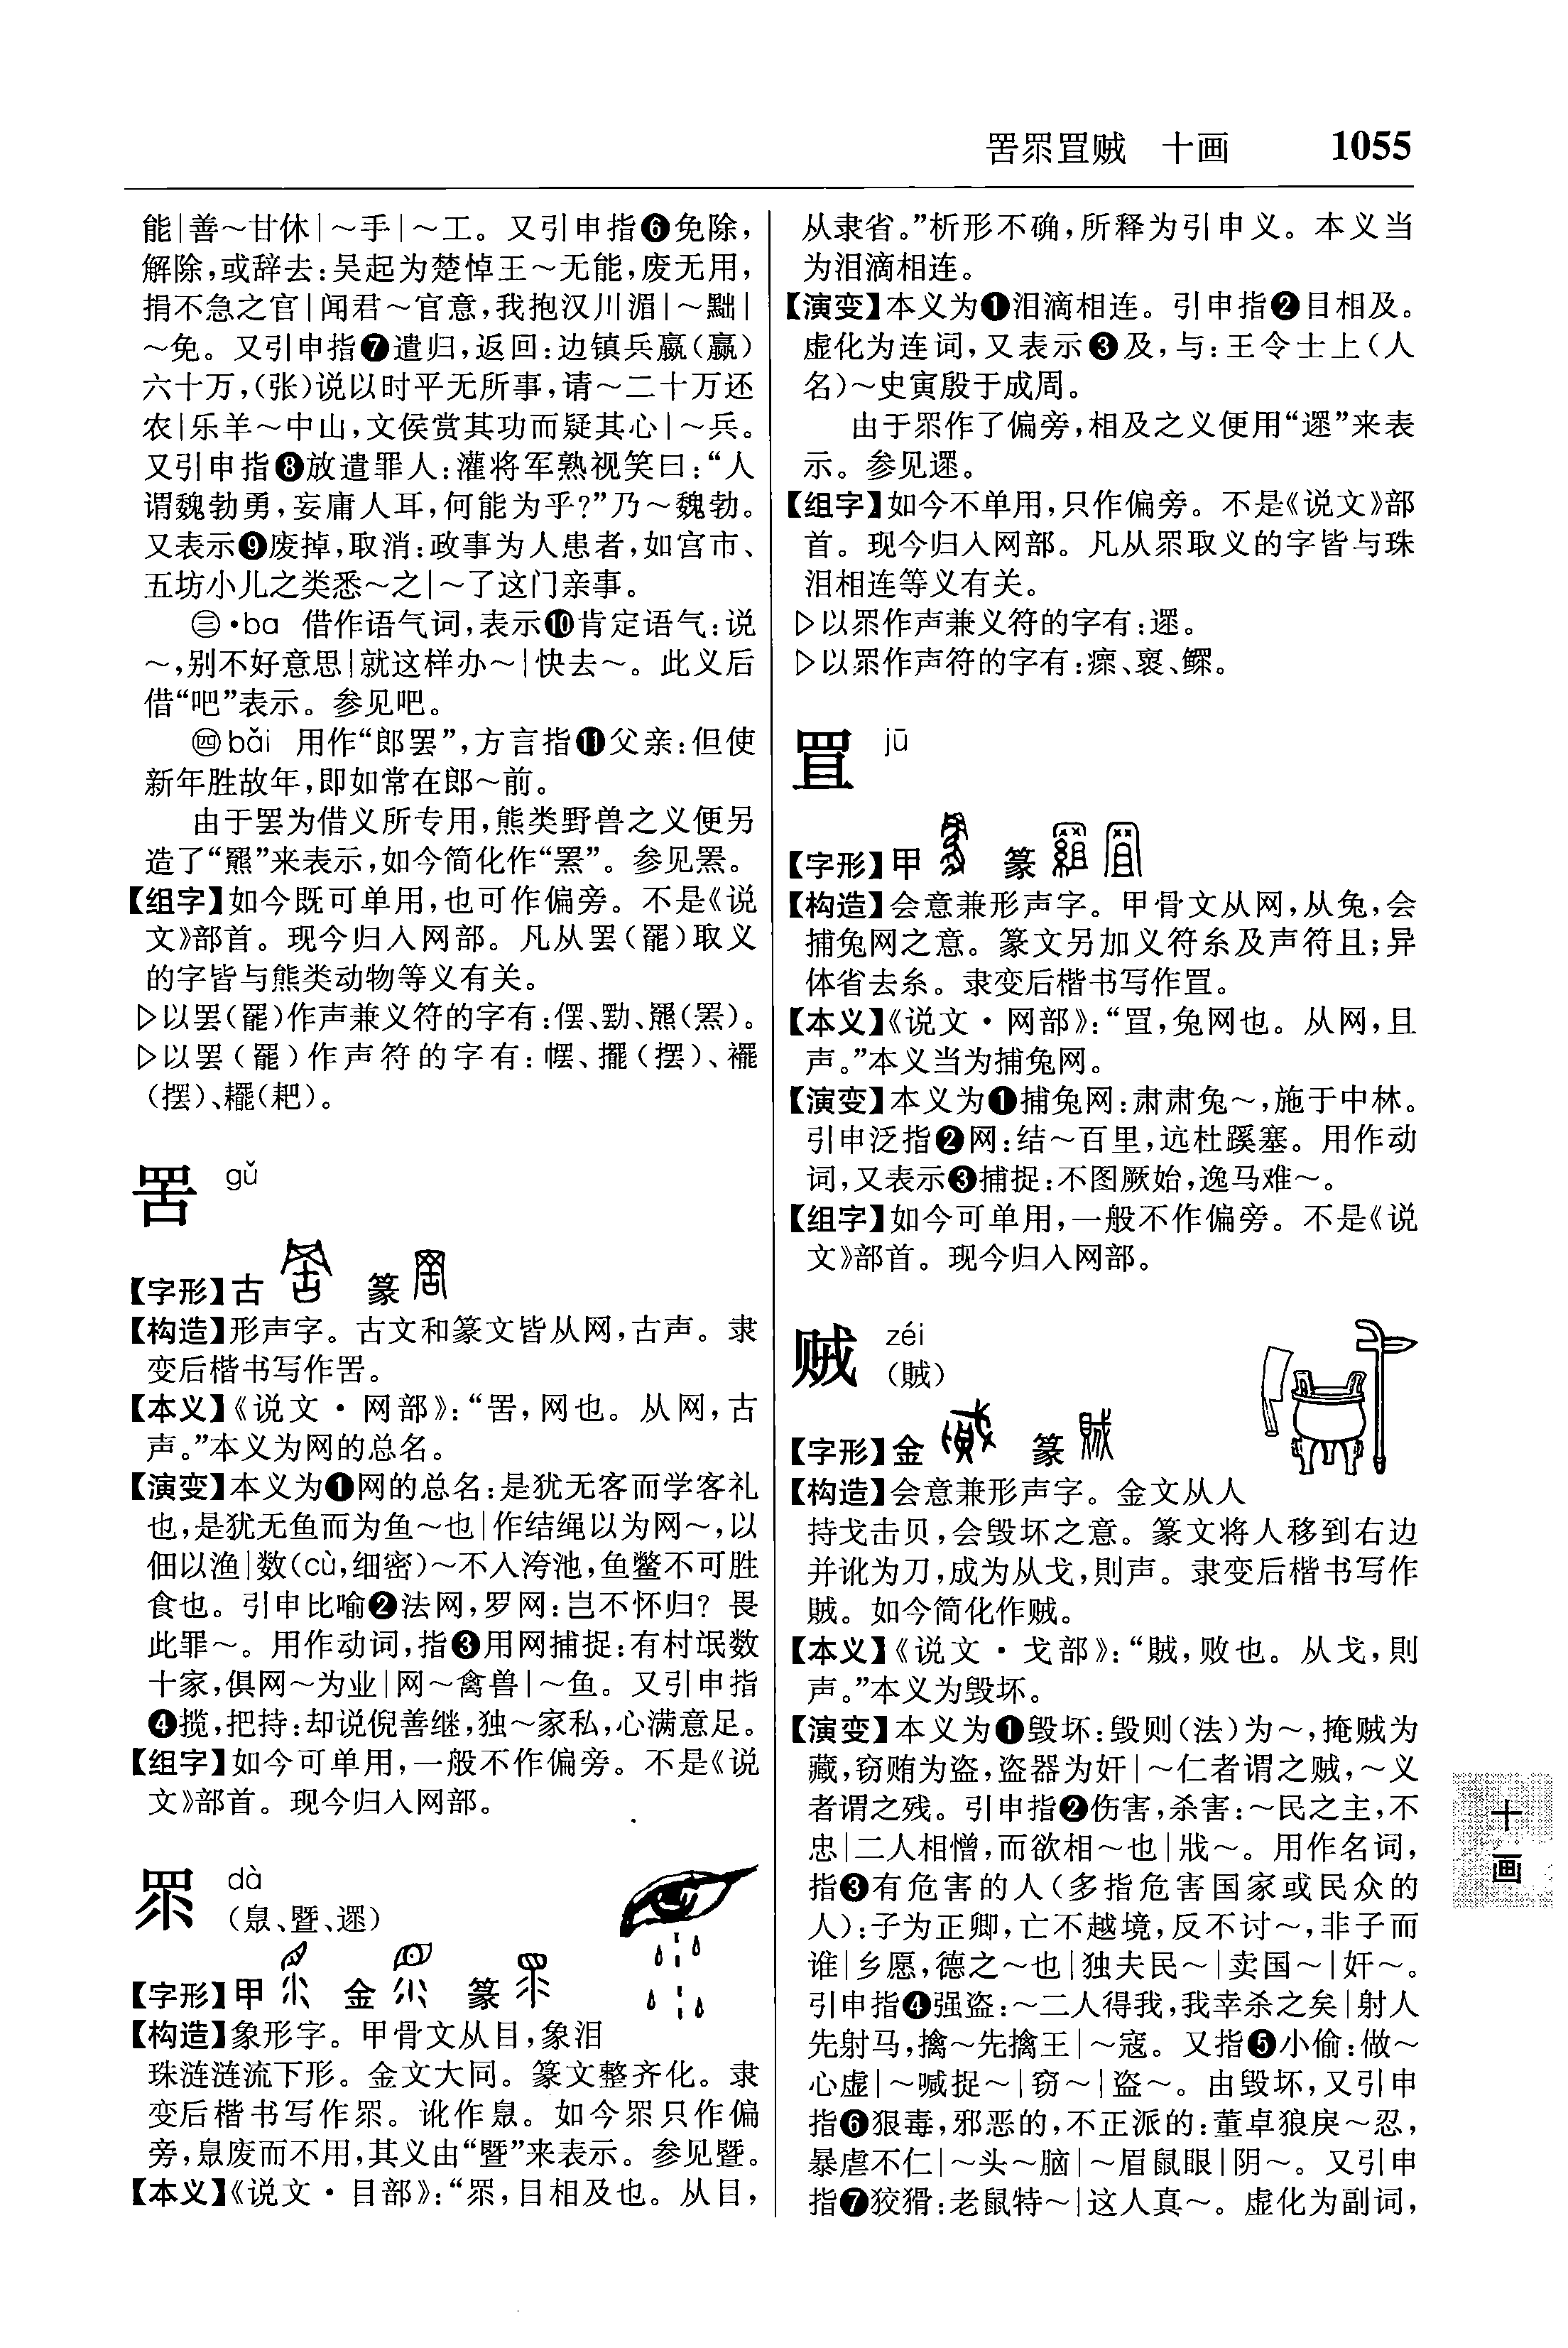 罟眔罝贼　十画　1055
能|善～甘休|～手|～工。又引申指❻免除，
解除，或辞去：吴起为楚悼王～无能，废无用，
捐不急之官|闻君～官意，我抱汉川湄|～黜|
～免。又引申指❼遣归，返回：边镇兵嬴（赢）
六十万，（张）说以时平无所事，请～二十万还
农|乐羊～中山，文侯赏其功而疑其心|～兵。
又引申指❽放遣罪人：灌将军熟视笑曰：“人
谓魏勃勇，妄庸人耳，何能为乎？”乃～魏勃。
又表示❾废掉，取消：政事为人患者，如宫市、
五坊小儿之类悉～之|～了这门亲事。
㊂·ba　借作语气词，表示❿肯定语气：说
～，别不好意思|就这样办～|快去～。此义后
借“吧”表示。参见吧。
㊃bǎi　用作“郎罢”，方言指⓫父亲：但使
新年胜故年，即如常在郎～前。
由于罢为借义所专用，熊类野兽之义便另
造了“羆”来表示，如今简化作“罴”。参见罴。
【组字】如今既可单用，也可作偏旁。不是《说
文》部首。现今归入网部。凡从罢（罷）取义
的字皆与熊类动物等义有关。
▷以罢（罷）作声兼义符的字有：㑷、㔥、羆（罴）。
▷以罢（罷）作声符的字有：㠑、擺（摆）、襬
（摆）、䎱（耙）。
罟　gǔ
【字形】古　篆
【构造】形声字。古文和篆文皆从网，古声。隶
变后楷书写作罟。
【本义】《说文·网部》：“罟，网也。从网，古
声。”本义为网的总名。
【演变】本义为❶网的总名：是犹无客而学客礼
也，是犹无鱼而为鱼～也|作结绳以为网～，以
佃以渔|数（cù，细密）～不入洿池，鱼鳖不可胜
食也。引申比喻❷法网，罗网：岂不怀归？畏
此罪～。用作动词，指❸用网捕捉：有村氓数
十家，俱网～为业|网～禽兽|～鱼。又引申指
❹揽，把持：却说倪善继，独～家私，心满意足。
【组字】如今可单用，一般不作偏旁。不是《说
文》部首。现今归入网部。
眔　dà
（臮、暨、遝）
【字形】甲　金　篆
【构造】象形字。甲骨文从目，象泪
珠涟涟流下形。金文大同。篆文整齐化。隶
变后楷书写作眔。讹作臮。如今眔只作偏
旁，臮废而不用，其义由“暨”来表示。参见暨。
【本义】《说文·目部》：“眔，目相及也。从目，
从隶省。”析形不确，所释为引申义。本义当
为泪滴相连。
【演变】本义为❶泪滴相连。引申指❷目相及。
虚化为连词，又表示❸及，与：王令士上（人
名）～史寅殷于成周。
由于眔作了偏旁，相及之义便用“遝”来表
示。参见遝。
【组字】如今不单用，只作偏旁。不是《说文》部
首。现今归入网部。凡从眔取义的字皆与珠
泪相连等义有关。
▷以眔作声兼义符的字有：遝。
▷以眔作声符的字有：瘝、褱、鳏。
罝　jū
【字形】甲　篆
【构造】会意兼形声字。甲骨文从网，从兔，会
捕兔网之意。篆文另加义符糸及声符且；异
体省去糸。隶变后楷书写作罝。
【本义】《说文·网部》：“罝，兔网也。从网，且
声。”本义当为捕兔网。
【演变】本义为❶捕兔网：肃肃兔～，施于中林。
引申泛指❷网：结～百里，远杜蹊塞。用作动
词，又表示❸捕捉：不图厥始，逸马难～。
【组字】如今可单用，一般不作偏旁。不是《说
文》部首。现今归入网部。
贼　zéi
（賊）
【字形】金　篆
【构造】会意兼形声字。金文从人
持戈击贝，会毁坏之意。篆文将人移到右边
并讹为刀，成为从戈，則声。隶变后楷书写作
賊。如今简化作贼。
【本义】《说文·戈部》：“賊，败也。从戈，則
声。”本义为毁坏。
【演变】本义为❶毁坏：毁则（法）为～，掩贼为
藏，窃贿为盗，盗器为奸|～仁者谓之贼，～义
者谓之残。引申指❷伤害，杀害：～民之主，不
忠|二人相憎，而欲相～也|戕～。用作名词，
指❸有危害的人（多指危害国家或民众的
人）：子为正卿，亡不越境，反不讨～，非子而
谁|乡愿，德之～也|独夫民～|卖国～|奸～。
引申指❹强盗：～二人得我，我幸杀之矣|射人
先射马，擒～先擒王|～寇。又指❺小偷：做～
心虚|～喊捉～|窃～|盗～。由毁坏，又引申
指❻狠毒，邪恶的，不正派的：董卓狼戾～忍，
暴虐不仁|～头～脑|～眉鼠眼|阴～。又引申
指❼狡猾：老鼠特～|这人真～。虚化为副词，
十
画